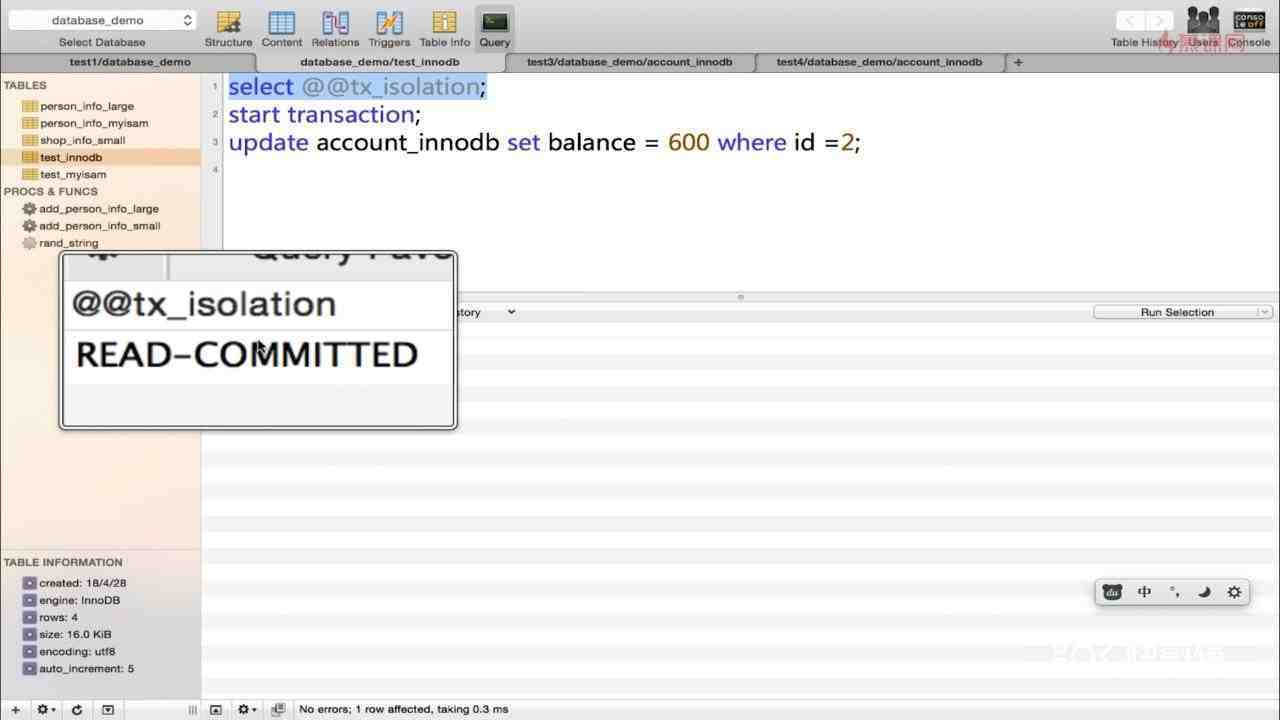 database_demo
Select Database
Structure
Content
Relations
Triggers
Table Info
Query
Table History
Users
Console
conso
le off
test1/database_demo
database_demo/test_innodb
test3/database_demo/account_innodb
test4/database_demo/account_innodb
+
TABLES
person_info_large
person_info_myisam
shop_info_small
test_innodb
test_myisam
PROCS & FUNCS
add_person_info_large
add_person_info_small
rand_string
1 select @@tx_isolation;
2 start transaction;
3 update account_innodb set balance = 600 where id =2;
4
@@tx_isolation
READ-COMMITTED
Run Selection
TABLE INFORMATION
created: 18/4/28
engine: InnoDB
rows: 4
size: 16.0 KiB
encoding: utf8
auto_increment: 5
du 中 °,
No errors; 1 row affected, taking 0.3 ms